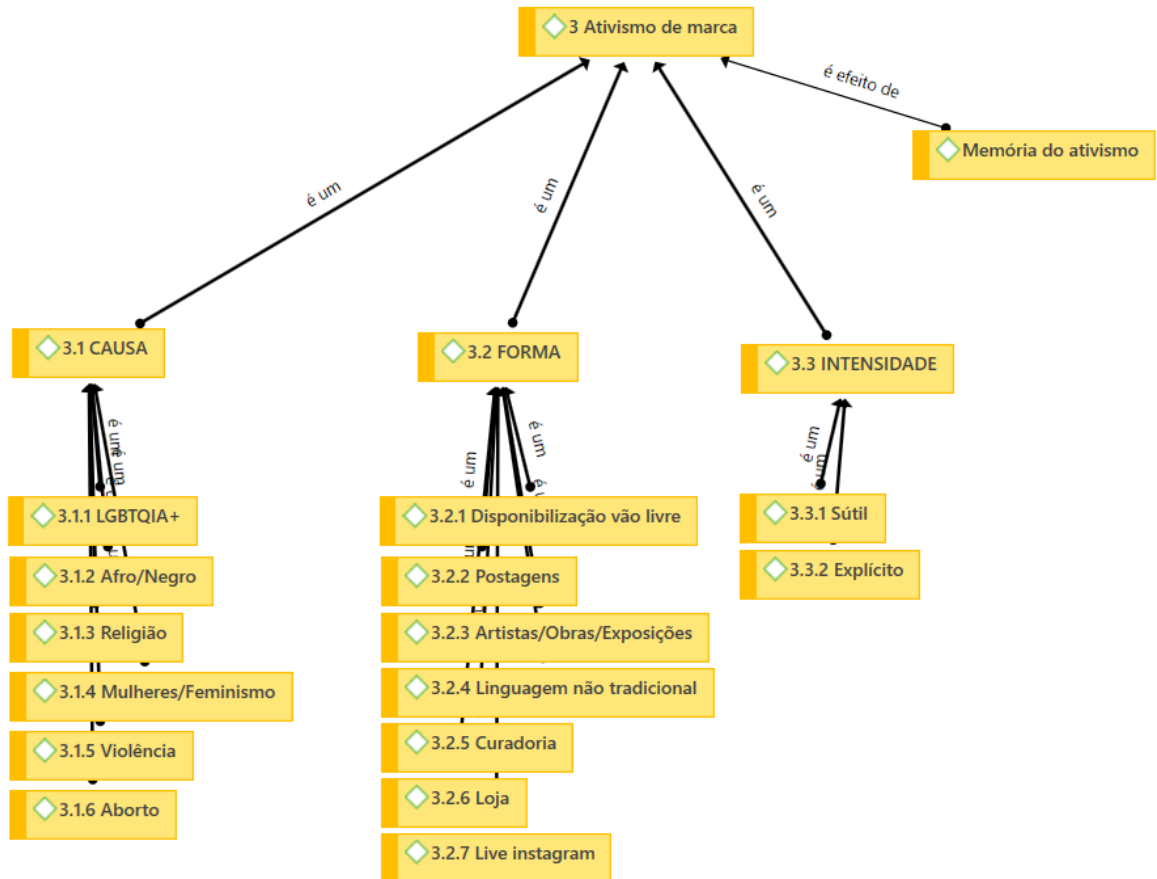 3 Ativismo de marca
é efeito de
Memória do ativismo
é um
é um
é um
3.1 CAUSA
3.2 FORMA
3.3 INTENSIDADE
é um
é um
é um
é um
é um
é um
3.1.1 LGBTQIA+
3.1.2 Afro/Negro
3.1.3 Religião
3.1.4 Mulheres/Feminismo
3.1.5 Violência
3.1.6 Aborto
3.2.1 Disponibilização vão livre
3.2.2 Postagens
3.2.3 Artistas/Obras/Exposições
3.2.4 Linguagem não tradicional
3.2.5 Curadoria
3.2.6 Loja
3.2.7 Live instagram
3.3.1 Sútil
3.3.2 Explícito